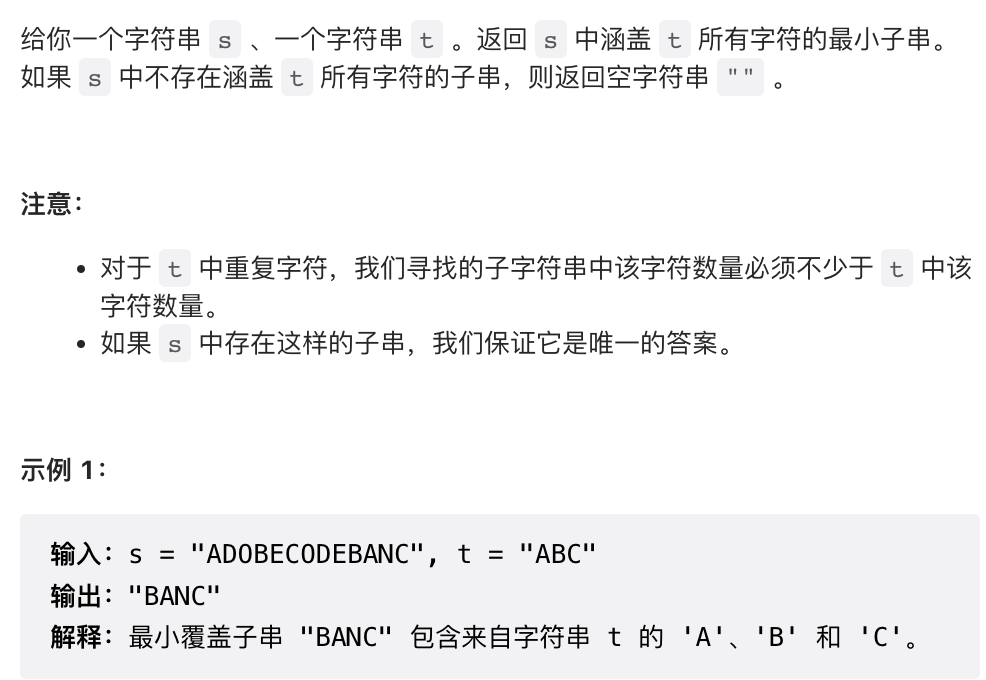 给你一个字符串 s 、一个字符串 t 。返回 s 中涵盖 t 所有字符的最小子串。
如果 s 中不存在涵盖 t 所有字符的子串，则返回空字符串 "" 。
注意：
• 对于 t 中重复字符，我们寻找的子字符串中该字符数量必须不少于 t 中该
字符数量。
• 如果 s 中存在这样的子串，我们保证它是唯一的答案。
示例 1：
输入：s = "ADOBECODEBANC", t = "ABC"
输出："BANC"
解释：最小覆盖子串 "BANC" 包含来自字符串 t 的 'A'、'B' 和 'C'。